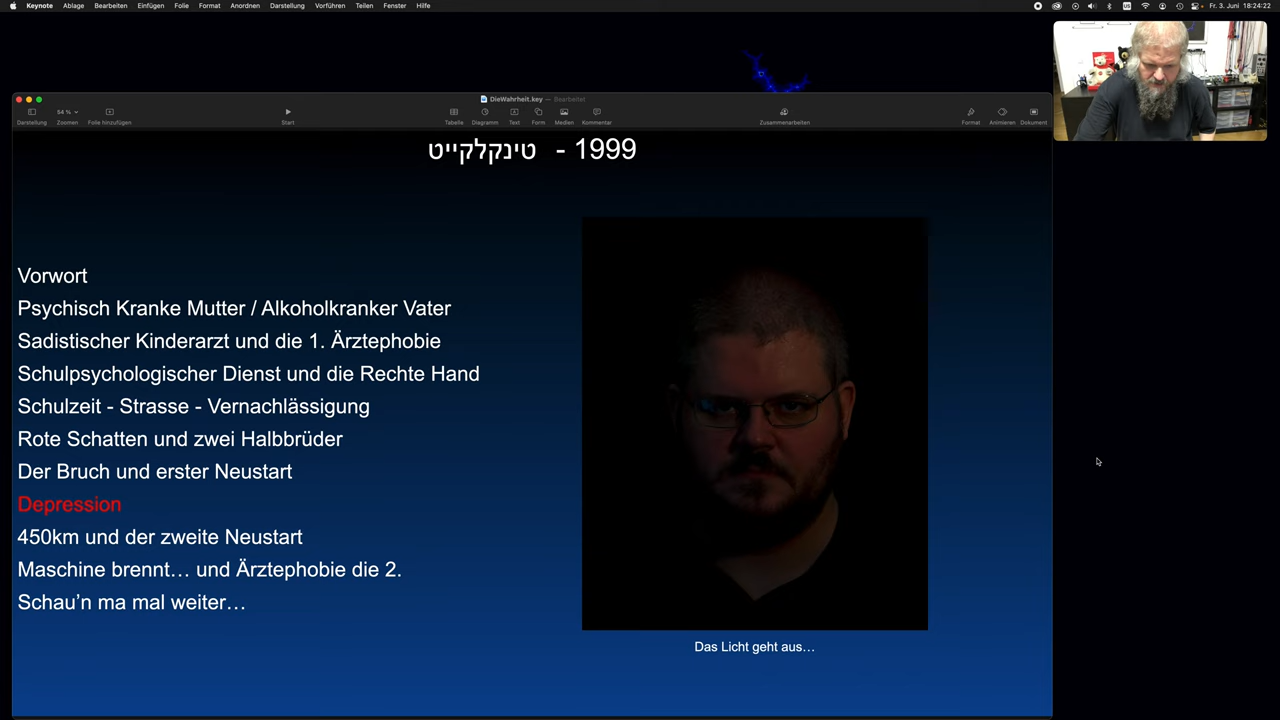 Keynote Ablage Bearbeiten Einfügen Folie Format Anordnen Darstellung Vorführen Teilen Fenster Hilfe
Fr. 3. Juni 18:24:22
DieWahrheit.key — Bearbeitet
54 %
Darstellung Zoomen Folie hinzufügen Start Tabelle Diagramm Text Form Medien Kommentar Zusammenarbeiten Format Animieren Dokument
טינקלקייט - 1999
Vorwort
Psychisch Kranke Mutter / Alkoholkranker Vater
Sadistischer Kinderarzt und die 1. Ärztephobie
Schulpsychologischer Dienst und die Rechte Hand
Schulzeit - Strasse - Vernachlässigung
Rote Schatten und zwei Halbbrüder
Der Bruch und erster Neustart
Depression
450km und der zweite Neustart
Maschine brennt… und Ärztephobie die 2.
Schau’n ma mal weiter…
Das Licht geht aus…